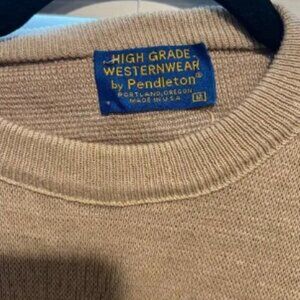 HIGH GRADE
WESTERNWEAR
by Pendleton®
PORTLAND, OREGON
MADE IN U.S.A.